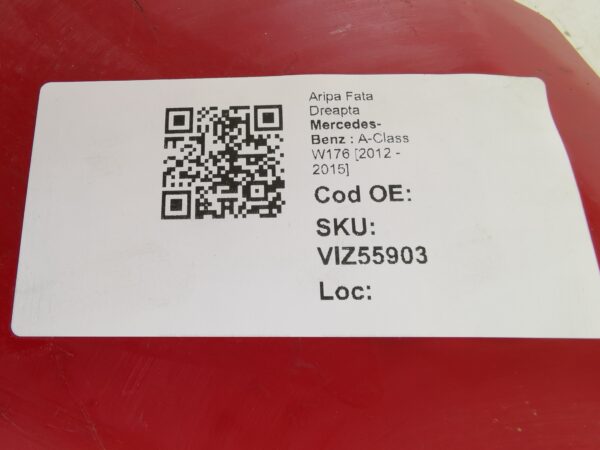 Aripa Fata
Dreapta
Mercedes-
Benz : A-Class
W176 [2012 -
2015]
Cod OE:
SKU:
VIZ55903
Loc: